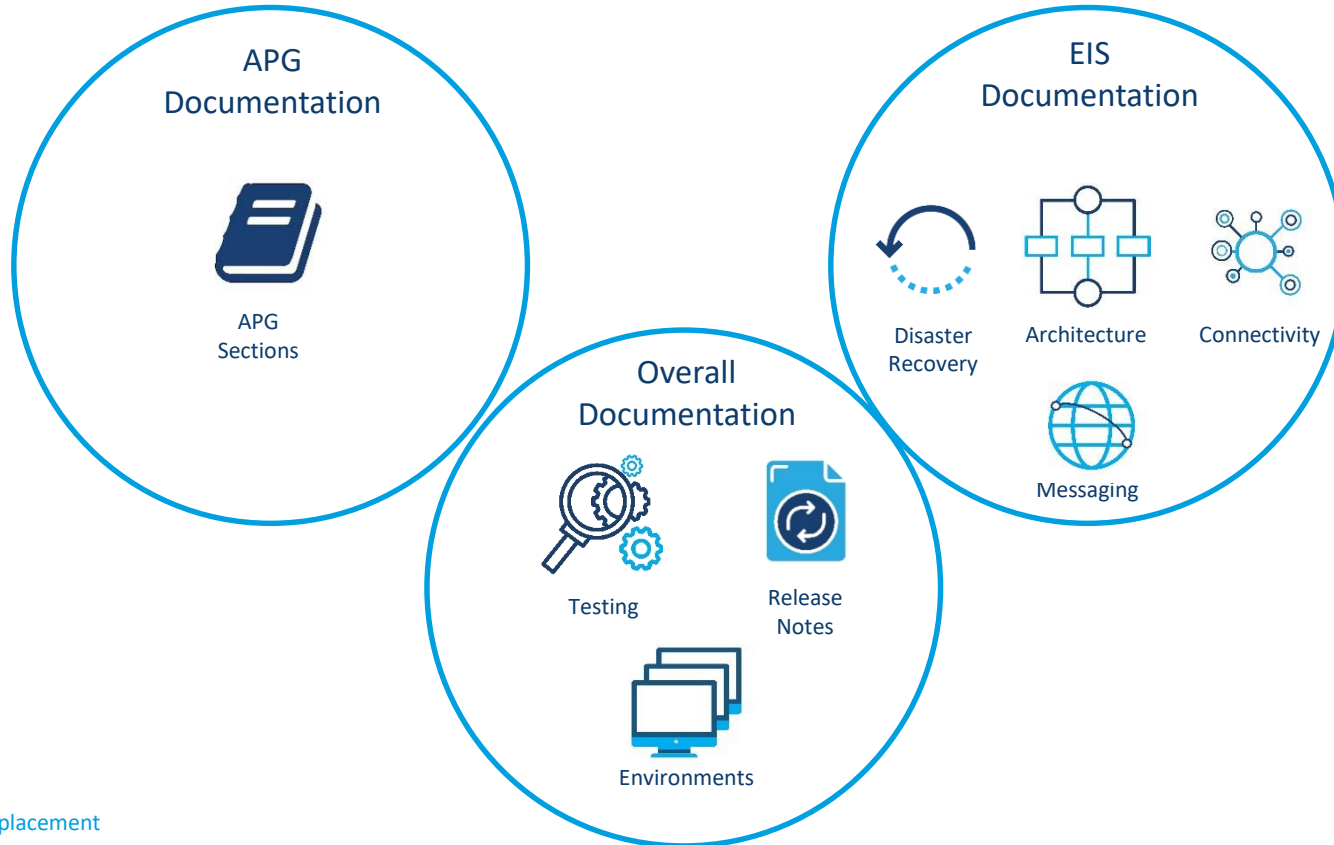 APG
Documentation
APG
Sections
EIS
Documentation
Disaster
Recovery
Architecture
Connectivity
Messaging
Overall
Documentation
Testing
Release
Notes
Environments
placement